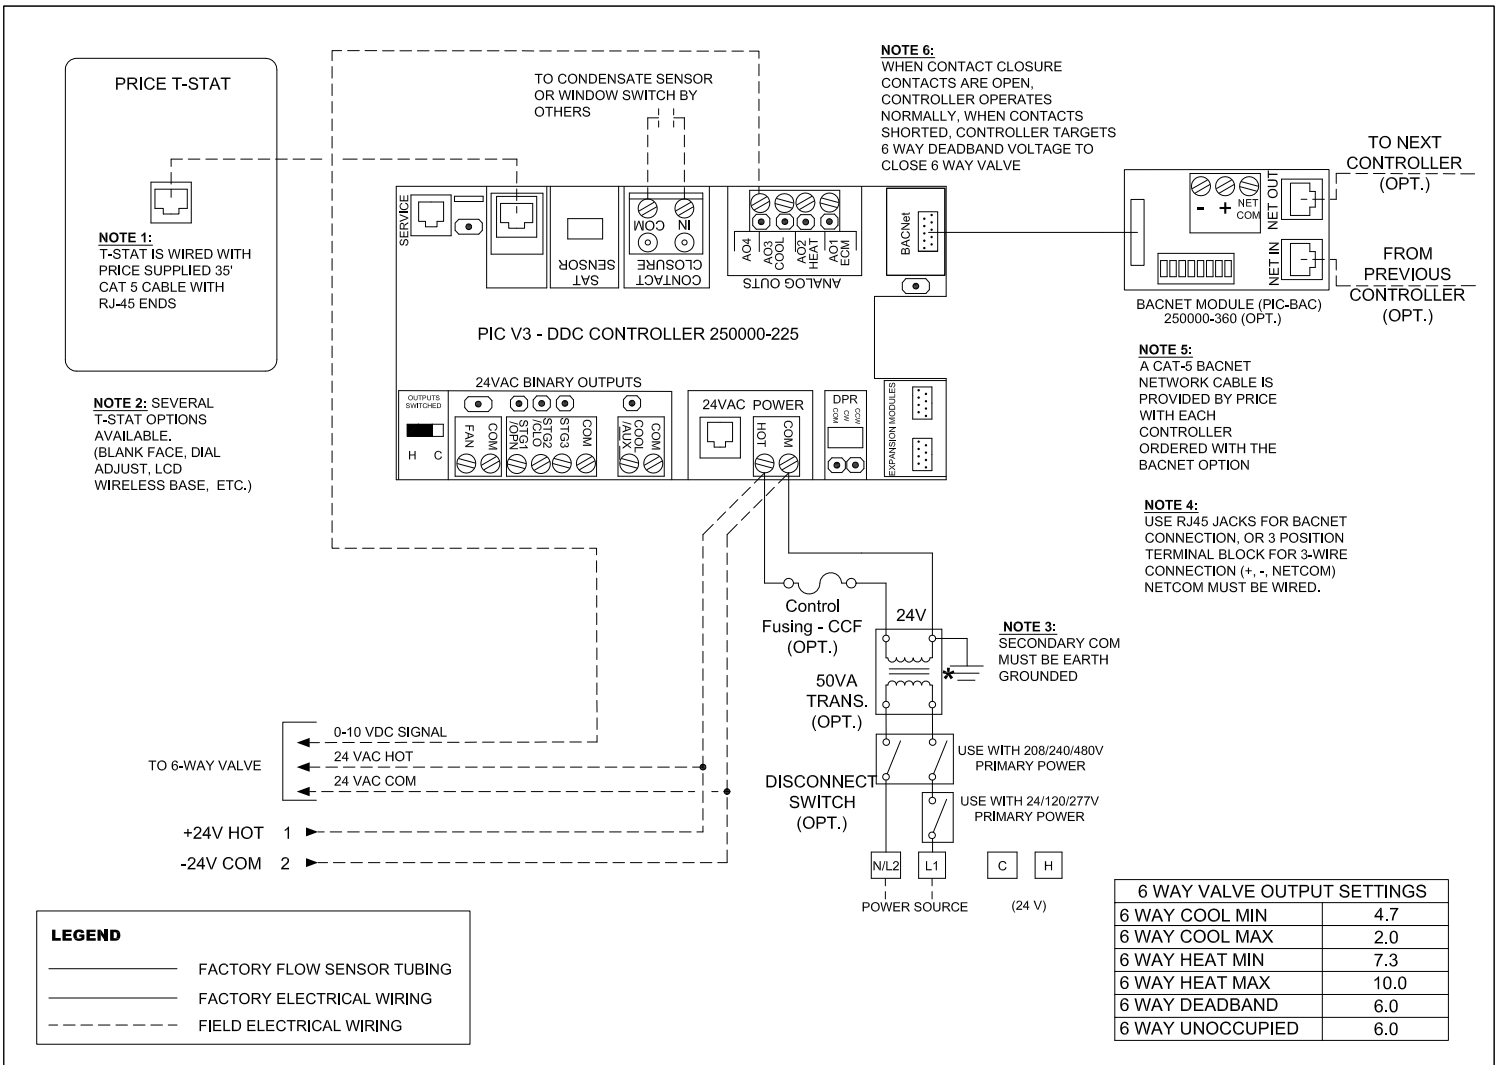 PRICE T-STAT
NOTE 1:
T-STAT IS WIRED WITH
PRICE SUPPLIED 35'
CAT 5 CABLE WITH
RJ-45 ENDS
NOTE 2: SEVERAL
T-STAT OPTIONS
AVAILABLE.
(BLANK FACE, DIAL
ADJUST, LCD
WIRELESS BASE, ETC.)
TO CONDENSATE SENSOR
OR WINDOW SWITCH BY
OTHERS
NOTE 6:
WHEN CONTACT CLOSURE
CONTACTS ARE OPEN,
CONTROLLER OPERATES
NORMALLY, WHEN CONTACTS
SHORTED, CONTROLLER TARGETS
6 WAY DEADBAND VOLTAGE TO
CLOSE 6 WAY VALVE
SERVICE
SAT
SENSOR
COM
IN
CONTACT
CLOSURE
AO4
AO3
COOL
AO2
HEAT
AO1
ECM
ANALOG OUTS
BACNet
PIC V3 - DDC CONTROLLER 250000-225
- + NET
COM
NET OUT
NET IN
TO NEXT
CONTROLLER
(OPT.)
FROM
PREVIOUS
CONTROLLER
(OPT.)
BACNET MODULE (PIC-BAC)
250000-360 (OPT.)
NOTE 5:
A CAT-5 BACNET
NETWORK CABLE IS
PROVIDED BY PRICE
WITH EACH
CONTROLLER
ORDERED WITH THE
BACNET OPTION
NOTE 4:
USE RJ45 JACKS FOR BACNET
CONNECTION, OR 3 POSITION
TERMINAL BLOCK FOR 3-WIRE
CONNECTION (+, -, NETCOM)
NETCOM MUST BE WIRED.
24VAC BINARY OUTPUTS
OUTPUTS
SWITCHED
H C
FAN
COM
STG1
/OPN
STG2
/CLO
STG3
COM
COOL
/AUX
COM
24VAC POWER
HOT
COM
DPR
COM
CW
CCW
EXPANSION MODULES
Control
Fusing - CCF
(OPT.)
24V
NOTE 3:
SECONDARY COM
MUST BE EARTH
GROUNDED
*
50VA
TRANS.
(OPT.)
USE WITH 208/240/480V
PRIMARY POWER
DISCONNECT
SWITCH
(OPT.)
USE WITH 24/120/277V
PRIMARY POWER
N/L2 L1 C H
POWER SOURCE (24 V)
TO 6-WAY VALVE
0-10 VDC SIGNAL
24 VAC HOT
24 VAC COM
+24V HOT 1
-24V COM 2
LEGEND
FACTORY FLOW SENSOR TUBING
FACTORY ELECTRICAL WIRING
FIELD ELECTRICAL WIRING
6 WAY VALVE OUTPUT SETTINGS
6 WAY COOL MIN 4.7
6 WAY COOL MAX 2.0
6 WAY HEAT MIN 7.3
6 WAY HEAT MAX 10.0
6 WAY DEADBAND 6.0
6 WAY UNOCCUPIED 6.0